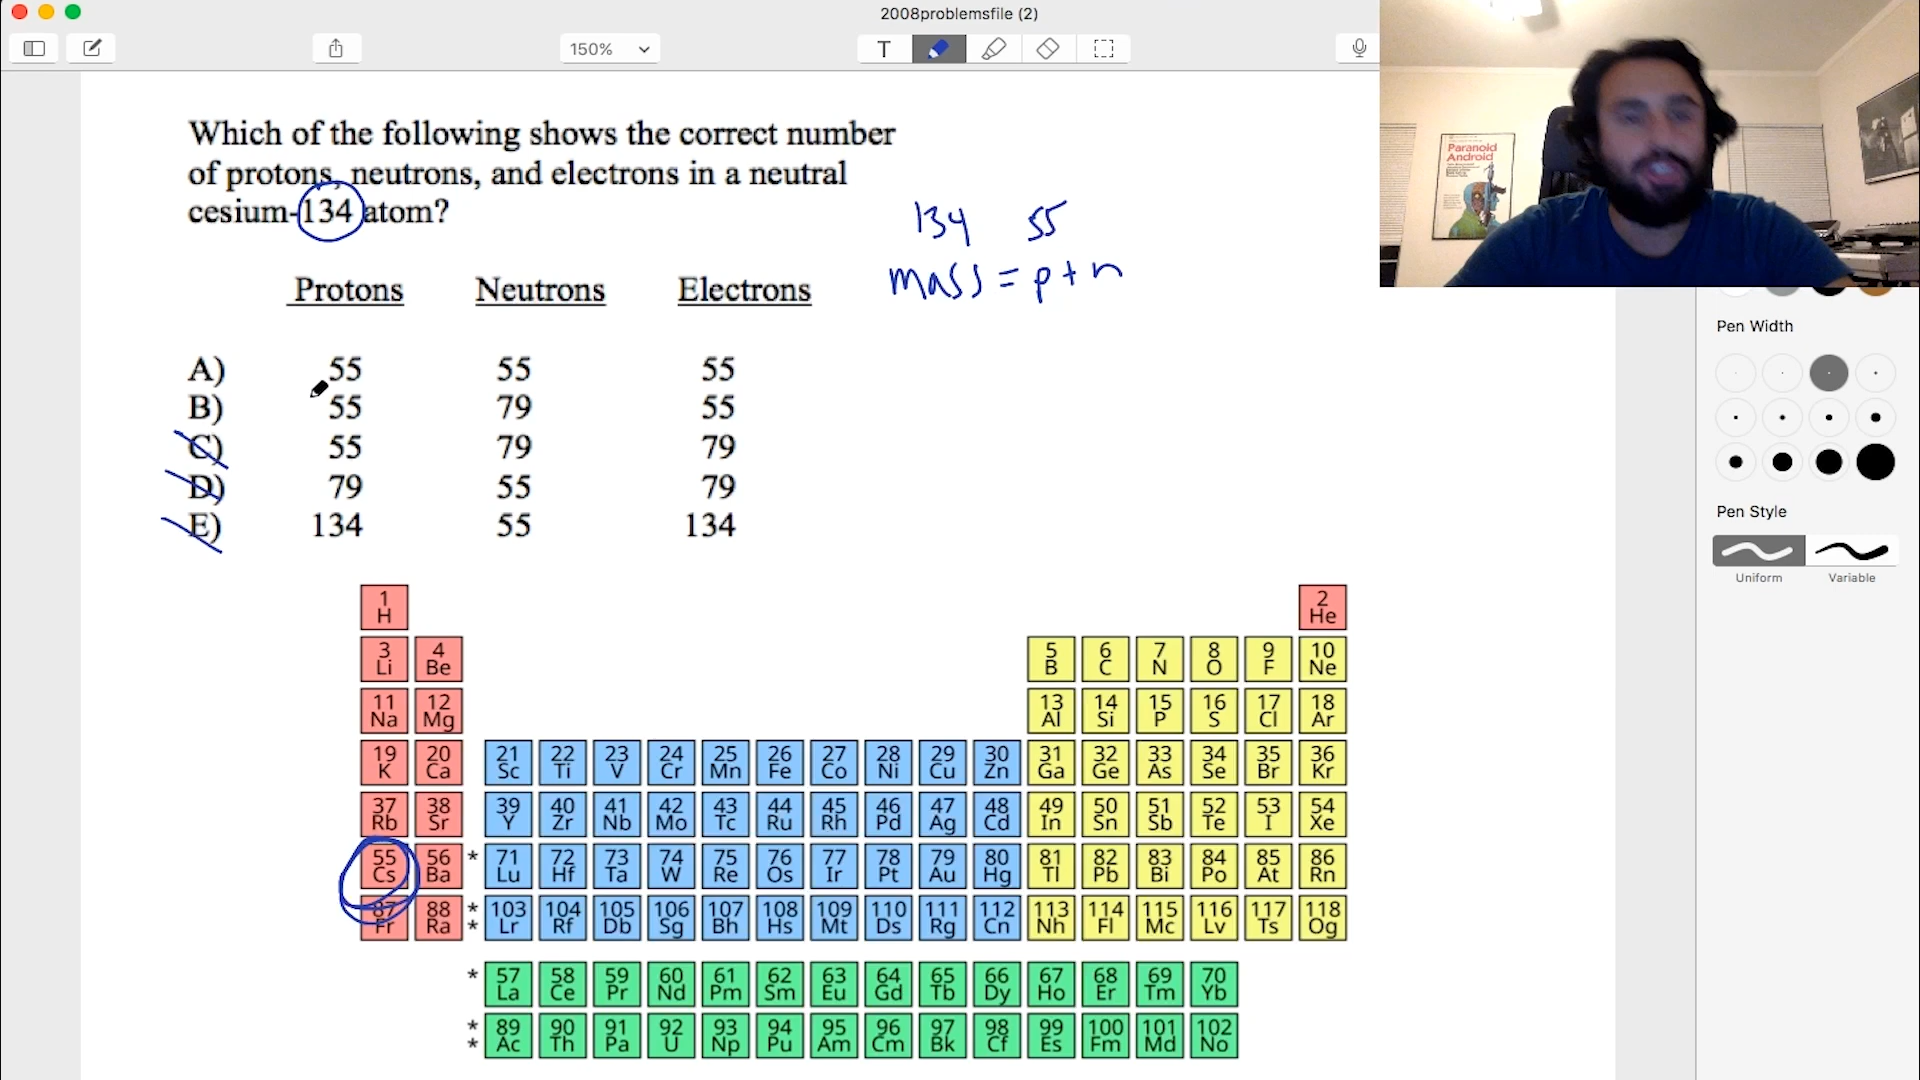 2008problemsfile (2)
150%
T
Which of the following shows the correct number
of protons, neutrons, and electrons in a neutral
cesium-134 atom?
134 55
mass = p + n
Paranoid
Android
Protons Neutrons Electrons
A) 55 55 55
B) 55 79 55
C) 55 79 79
D) 79 55 79
E) 134 55 134
Pen Width
Pen Style
Uniform Variable
1 2
H He
3 4 5 6 7 8 9 10
Li Be B C N O F Ne
11 12 13 14 15 16 17 18
Na Mg Al Si P S Cl Ar
19 20 21 22 23 24 25 26 27 28 29 30 31 32 33 34 35 36
K Ca Sc Ti V Cr Mn Fe Co Ni Cu Zn Ga Ge As Se Br Kr
37 38 39 40 41 42 43 44 45 46 47 48 49 50 51 52 53 54
Rb Sr Y Zr Nb Mo Tc Ru Rh Pd Ag Cd In Sn Sb Te I Xe
55 56 * 71 72 73 74 75 76 77 78 79 80 81 82 83 84 85 86
Cs Ba Lu Hf Ta W Re Os Ir Pt Au Hg Tl Pb Bi Po At Rn
87 88 * 103 104 105 106 107 108 109 110 111 112 113 114 115 116 117 118
Fr Ra * Lr Rf Db Sg Bh Hs Mt Ds Rg Cn Nh Fl Mc Lv Ts Og
* 57 58 59 60 61 62 63 64 65 66 67 68 69 70
La Ce Pr Nd Pm Sm Eu Gd Tb Dy Ho Er Tm Yb
* 89 90 91 92 93 94 95 96 97 98 99 100 101 102
* Ac Th Pa U Np Pu Am Cm Bk Cf Es Fm Md No